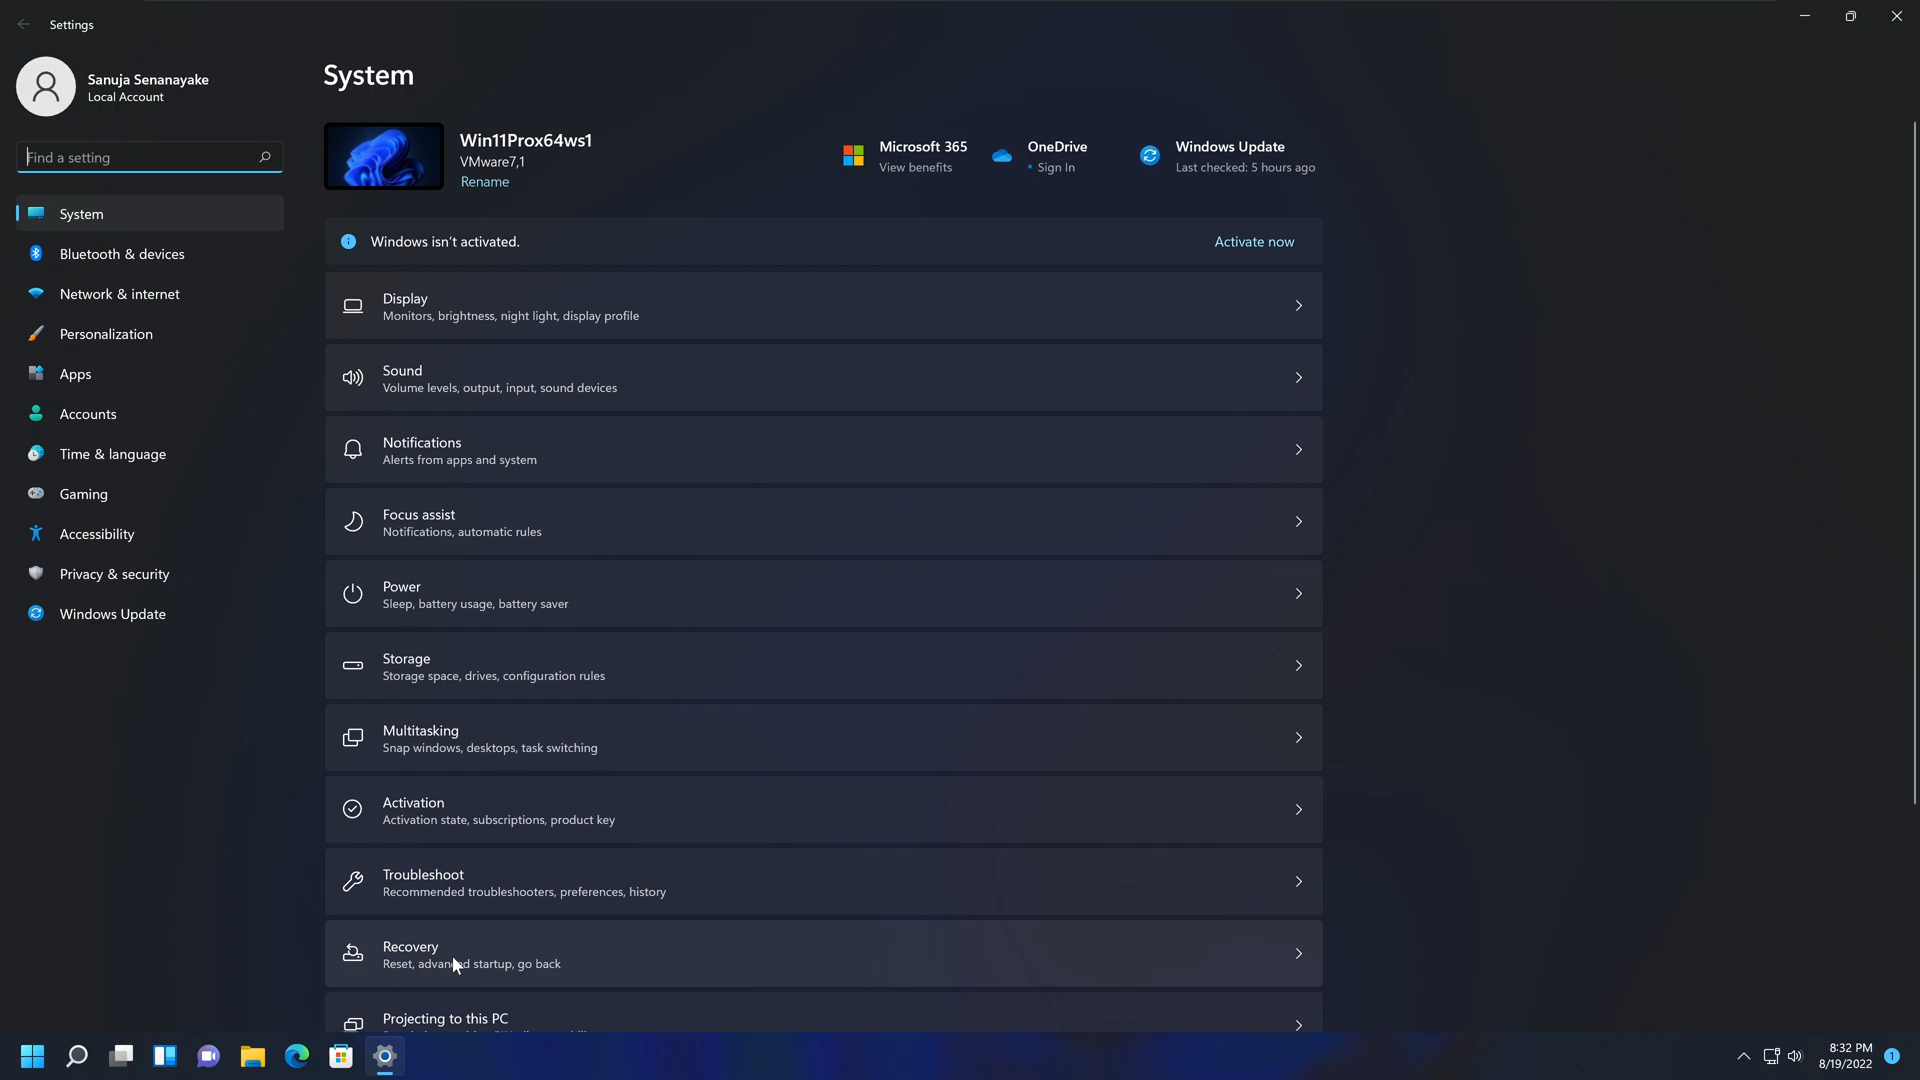 Settings
Sanuja Senanayake
Local Account
Find a setting
System
Bluetooth & devices
Network & internet
Personalization
Apps
Accounts
Time & language
Gaming
Accessibility
Privacy & security
Windows Update
System
Win11Prox64ws1
VMware7,1
Rename
Microsoft 365
View benefits
OneDrive
• Sign In
Windows Update
Last checked: 5 hours ago
Windows isn't activated.
Activate now
Display
Monitors, brightness, night light, display profile
Sound
Volume levels, output, input, sound devices
Notifications
Alerts from apps and system
Focus assist
Notifications, automatic rules
Power
Sleep, battery usage, battery saver
Storage
Storage space, drives, configuration rules
Multitasking
Snap windows, desktops, task switching
Activation
Activation state, subscriptions, product key
Troubleshoot
Recommended troubleshooters, preferences, history
Recovery
Reset, advanced startup, go back
Projecting to this PC
8:32 PM
8/19/2022
1